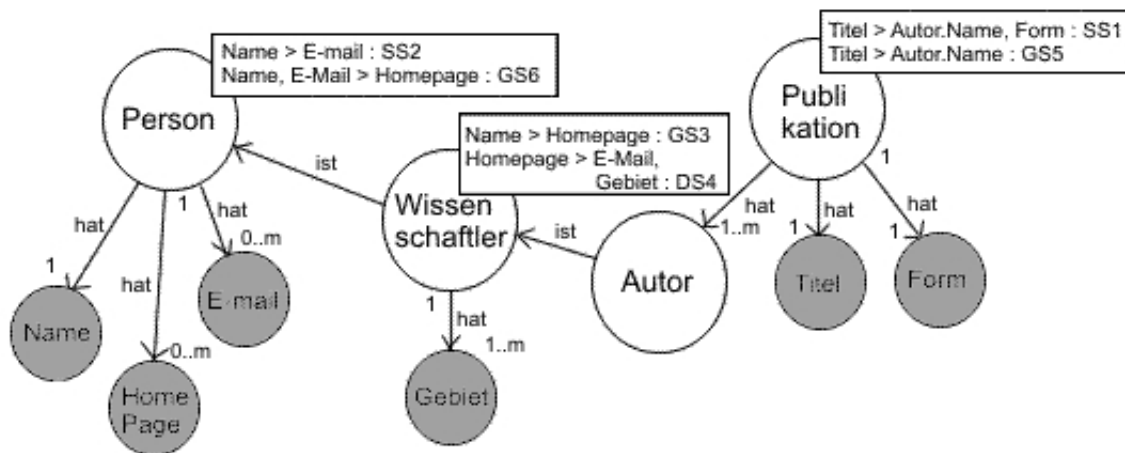 Titel > Autor.Name, Form : SS1
Titel > Autor.Name : GS5
Name > E-mail : SS2
Name, E-Mail > Homepage : GS6
Publi
kation
Person
Name > Homepage : GS3
Homepage > E-Mail,
Gebiet : DS4
1
ist
Wissen
schaftler
hat
1..m
hat
1
hat
1
ist
hat
1
hat
0..m
Autor
Titel
Form
1
hat
E-mail
1
hat
Name
0..m
1..m
Home
Page
Gebiet